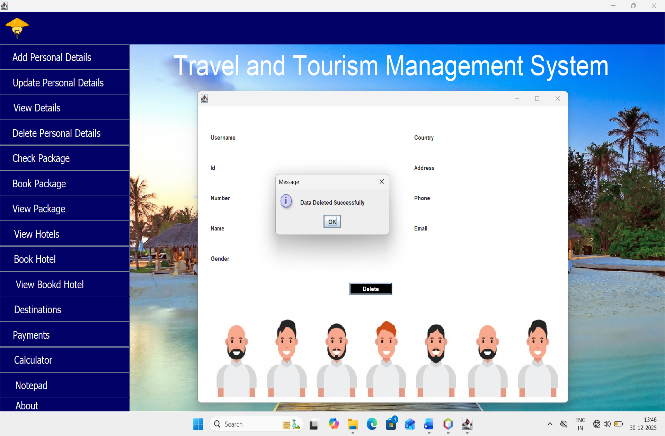 Travel and Tourism Management System
Add Personal Details
Update Personal Details
View Details
Delete Personal Details
Check Package
Book Package
View Package
View Hotels
Book Hotel
View Bookd Hotel
Destinations
Payments
Calculator
Notepad
About
Username
Country
Id
Address
Number
Phone
Name
Email
Gender
Message
Data Deleted Successfully
OK
Delete
Search
ENG
IN
13:46
30-12-2025